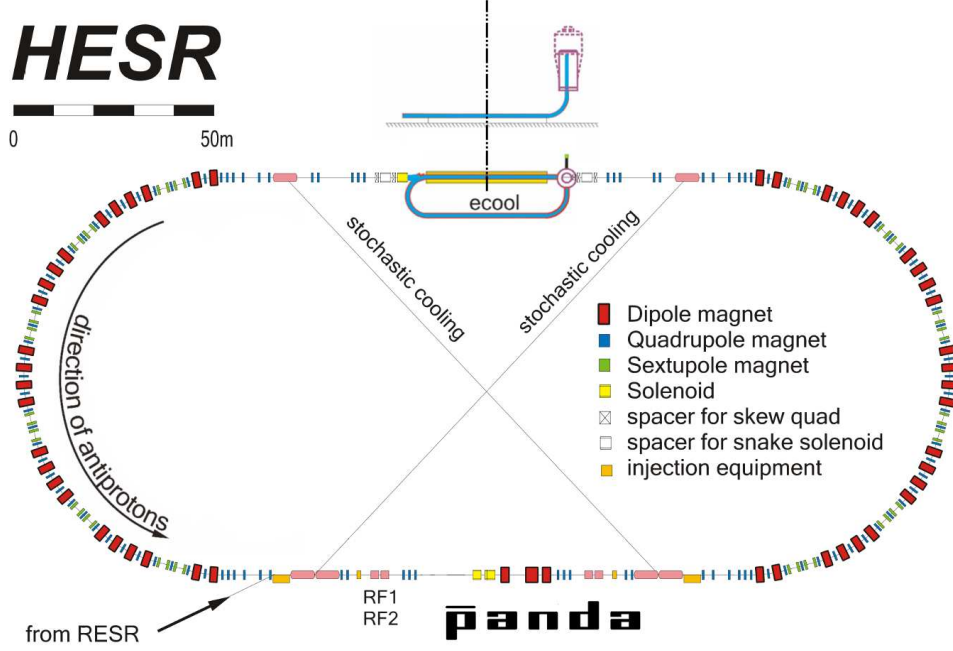 HESR
0 50m
ecool
stochastic cooling
stochastic cooling
direction of antiprotons
Dipole magnet
Quadrupole magnet
Sextupole magnet
Solenoid
spacer for skew quad
spacer for snake solenoid
injection equipment
RF1
RF2
p̅anda
from RESR